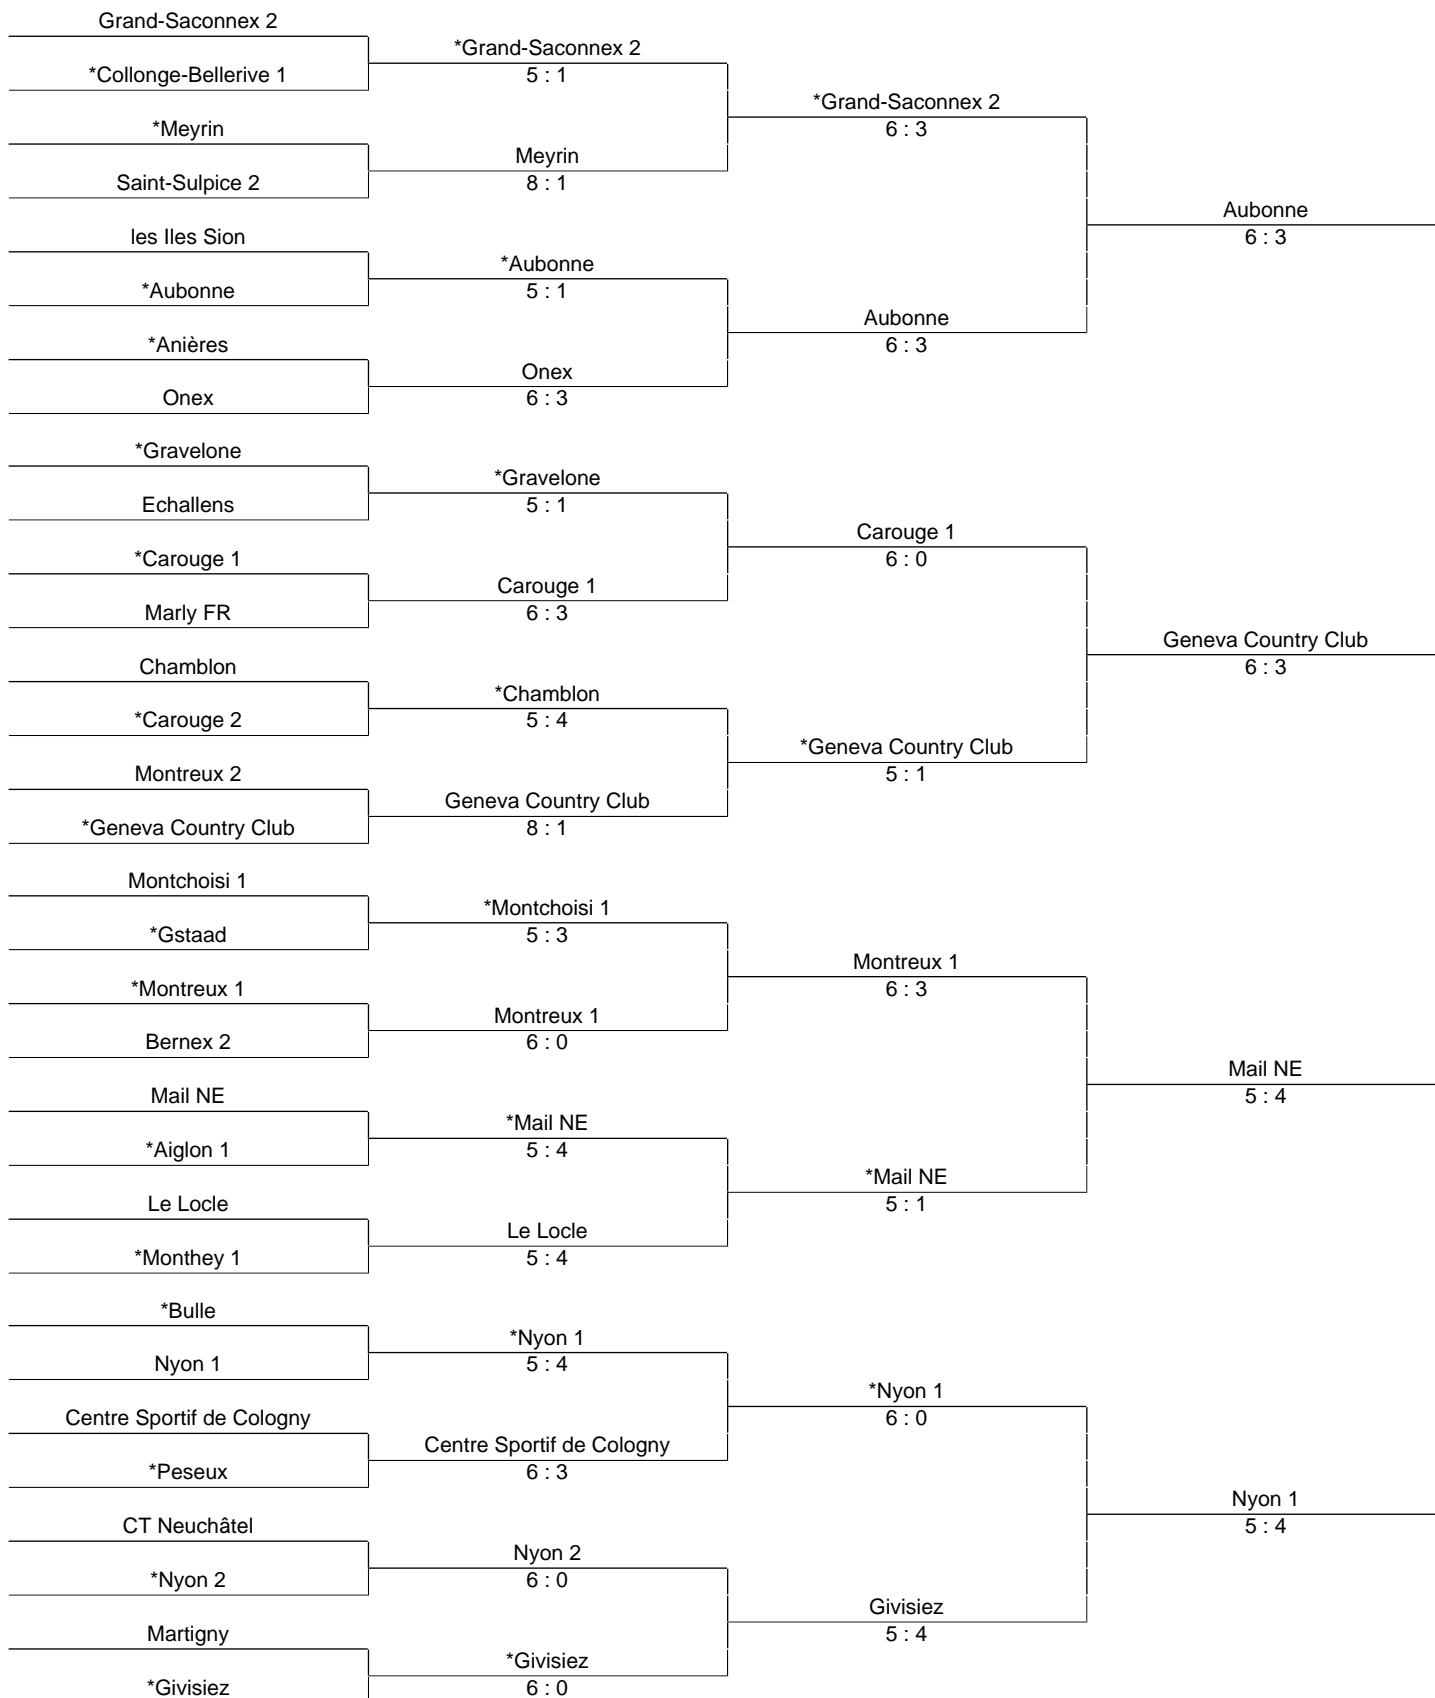 Grand-Saconnex 2
*Collonge-Bellerive 1
*Meyrin
Saint-Sulpice 2
les Iles Sion
*Aubonne
*Anières
Onex
*Gravelone
Echallens
*Carouge 1
Marly FR
Chamblon
*Carouge 2
Montreux 2
*Geneva Country Club
Montchoisi 1
*Gstaad
*Montreux 1
Bernex 2
Mail NE
*Aiglon 1
Le Locle
*Monthey 1
*Bulle
Nyon 1
Centre Sportif de Cologny
*Peseux
CT Neuchâtel
*Nyon 2
Martigny
*Givisiez
*Grand-Saconnex 2
5 : 1
Meyrin
8 : 1
*Aubonne
5 : 1
Onex
6 : 3
*Gravelone
5 : 1
Carouge 1
6 : 3
*Chamblon
5 : 4
Geneva Country Club
8 : 1
*Montchoisi 1
5 : 3
Montreux 1
6 : 0
*Mail NE
5 : 4
Le Locle
5 : 4
*Nyon 1
5 : 4
Centre Sportif de Cologny
6 : 3
Nyon 2
6 : 0
*Givisiez
6 : 0
*Grand-Saconnex 2
6 : 3
Aubonne
6 : 3
Carouge 1
6 : 0
*Geneva Country Club
5 : 1
Montreux 1
6 : 3
*Mail NE
5 : 1
*Nyon 1
6 : 0
Givisiez
5 : 4
Aubonne
6 : 3
Geneva Country Club
6 : 3
Mail NE
5 : 4
Nyon 1
5 : 4